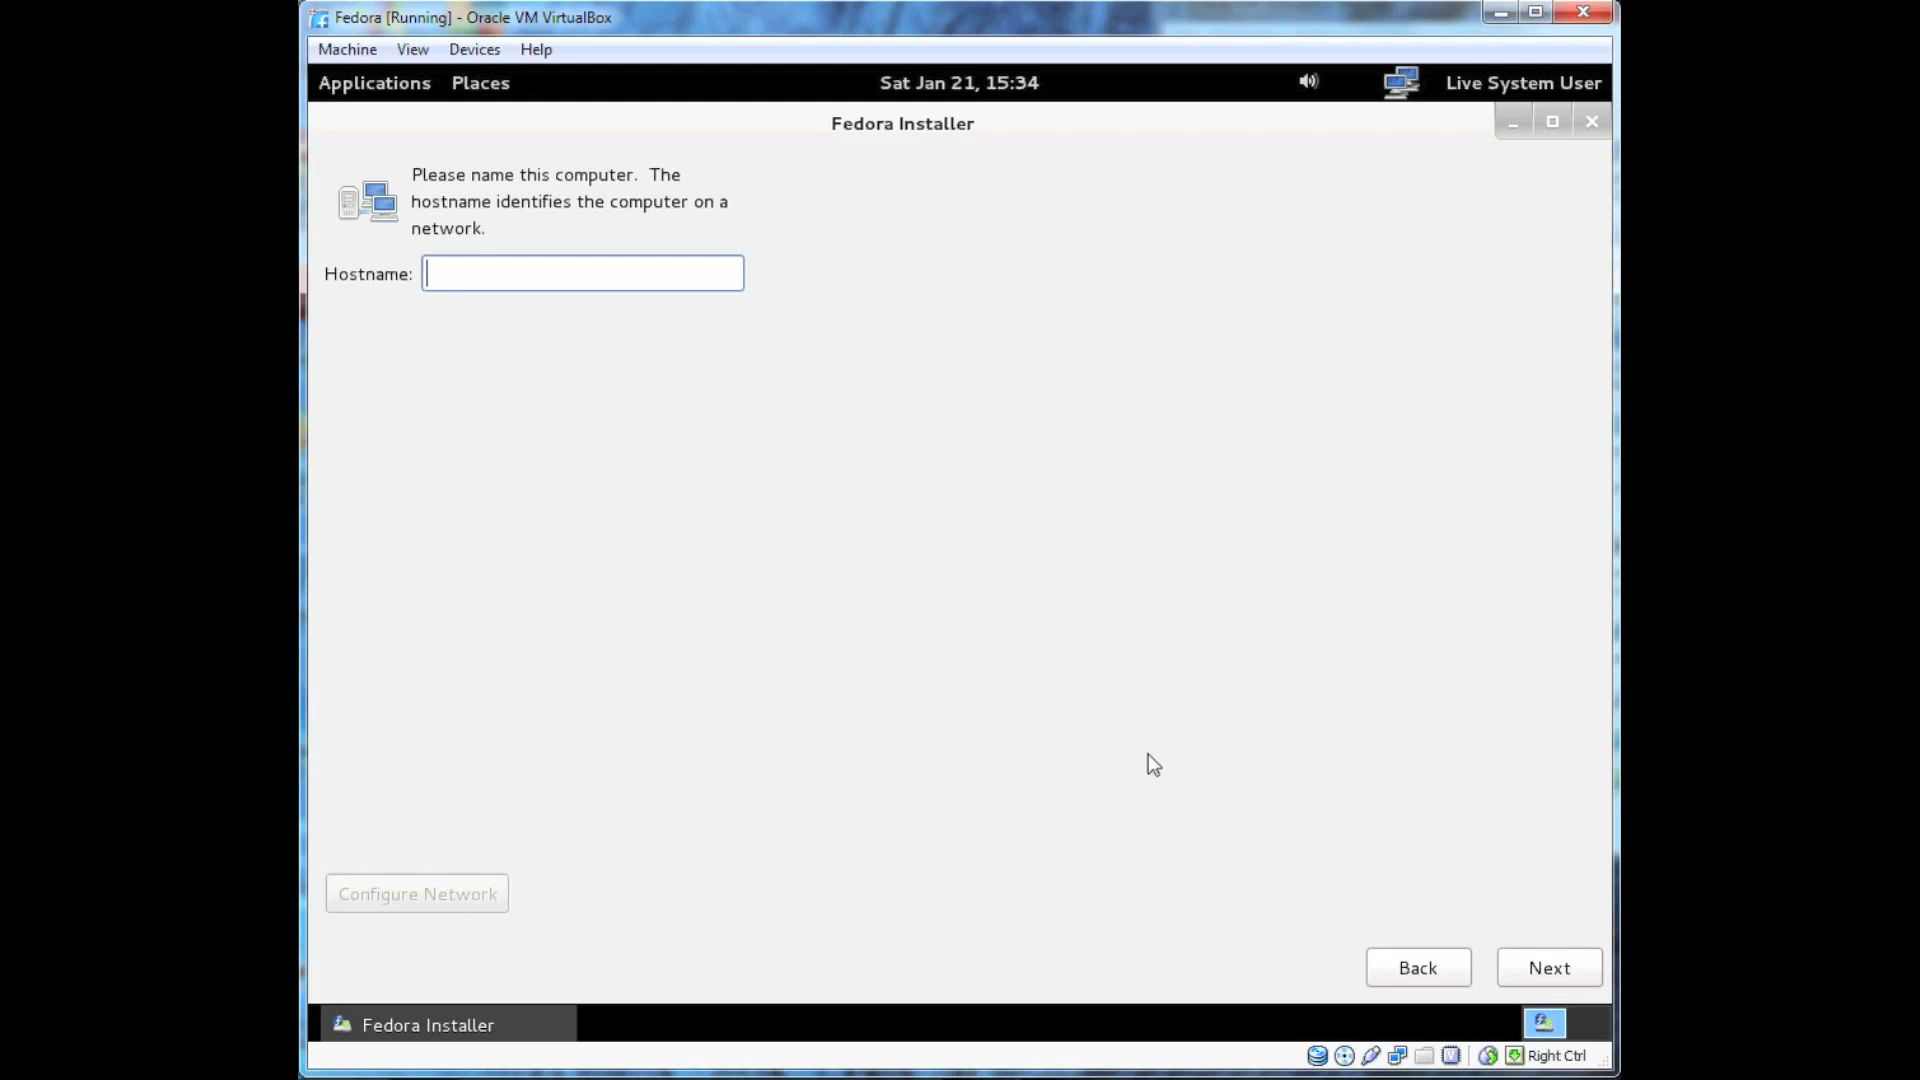 Fedora [Running] - Oracle VM VirtualBox
Machine View Devices Help
Applications Places Sat Jan 21, 15:34 Live System User
Fedora Installer
Please name this computer. The
hostname identifies the computer on a
network.
Hostname:
Configure Network
Back Next
Fedora Installer
Right Ctrl